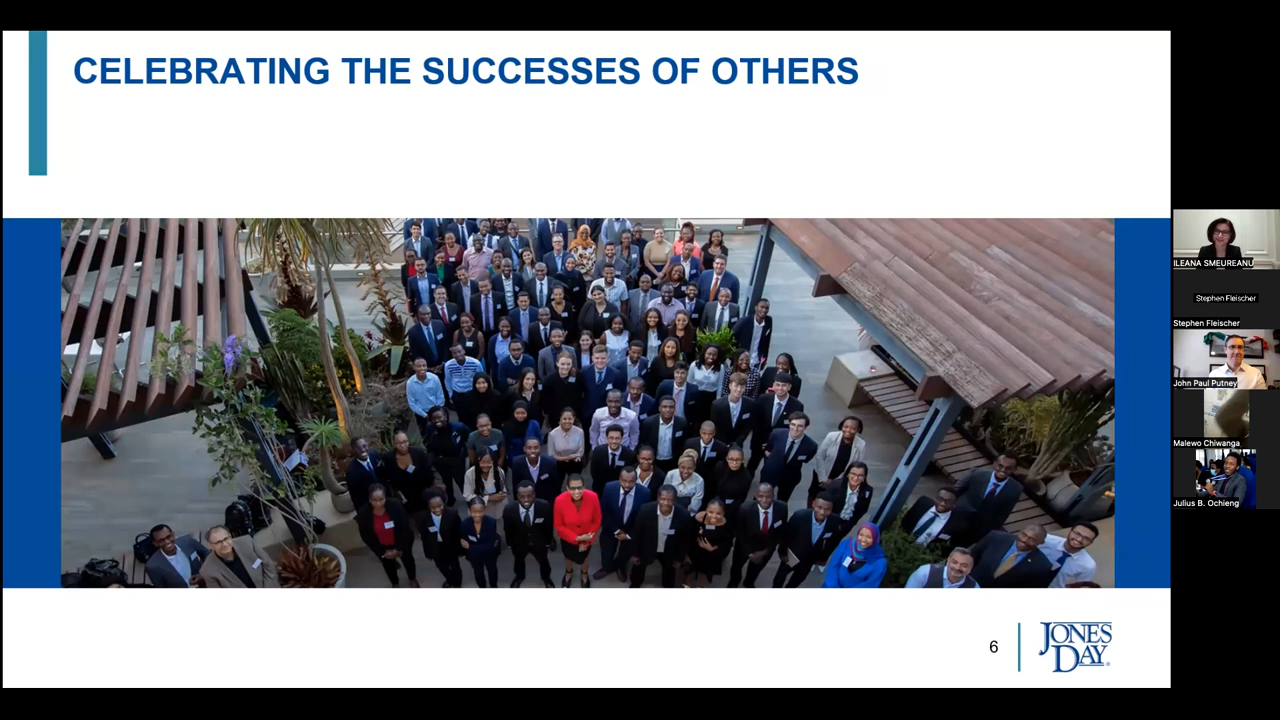 CELEBRATING THE SUCCESSES OF OTHERS
6
JONES
DAY
ILEANA SMEUREANU
Stephen Fleischer
Stephen Fleischer
John Paul Putney
Malewo Chiwanga
Julius B. Ochieng